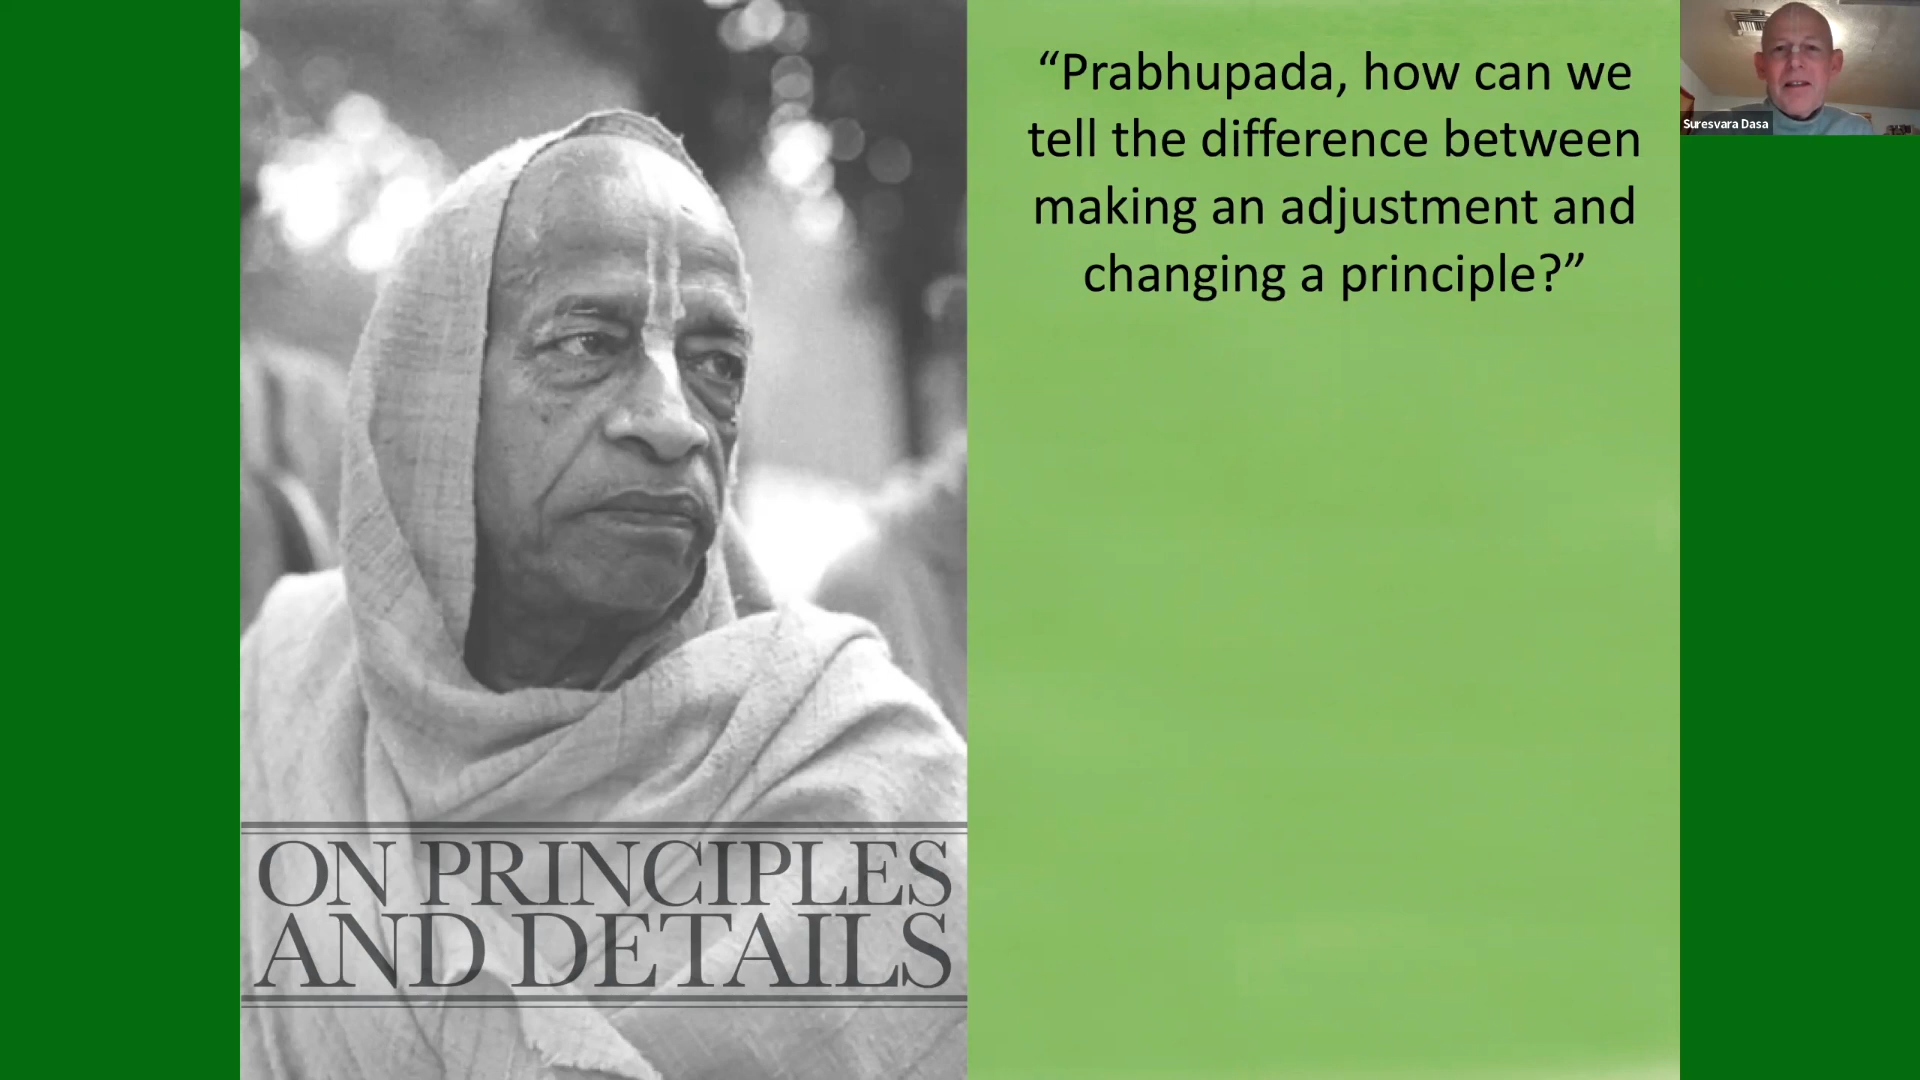 “Prabhupada, how can we
tell the difference between
making an adjustment and
changing a principle?”
Suresvara Dasa
ON PRINCIPLES
AND DETAILS